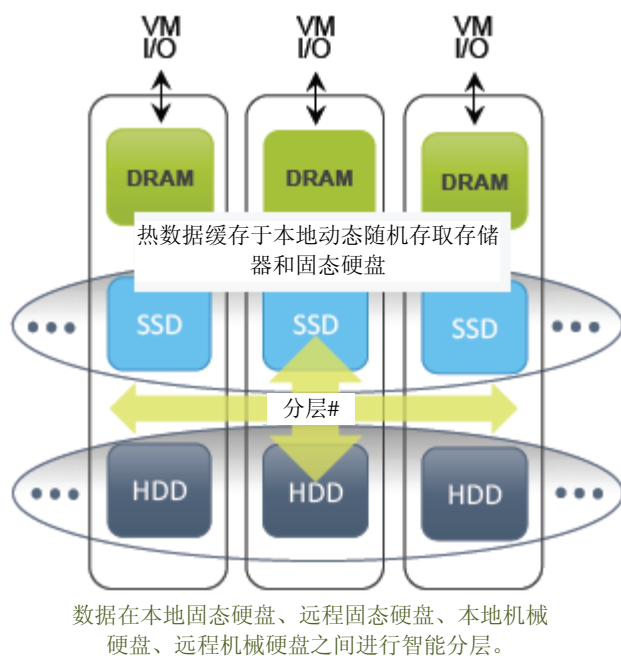 VM VM VM
I/O I/O I/O
DRAM DRAM DRAM
热数据缓存于本地动态随机存取存储
器和固态硬盘
SSD SSD SSD
分层#
HDD HDD HDD
数据在本地固态硬盘、远程固态硬盘、本地机械
硬盘、远程机械硬盘之间进行智能分层。